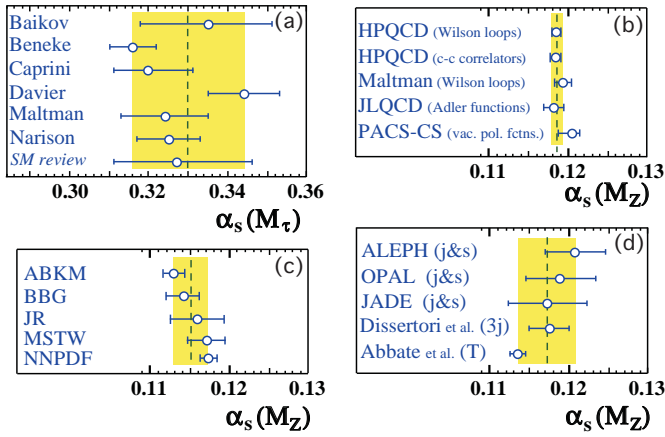 (a)
Baikov
Beneke
Caprini
Davier
Maltman
Narison
SM review
0.30 0.32 0.34 0.36
αs(Mτ)
(b)
HPQCD (Wilson loops)
HPQCD (c-c correlators)
Maltman (Wilson loops)
JLQCD (Adler functions)
PACS-CS (vac. pol. fctns.)
0.11 0.12 0.13
αs(MZ)
(c)
ABKM
BBG
JR
MSTW
NNPDF
0.11 0.12 0.13
αs(MZ)
(d)
ALEPH (j&s)
OPAL (j&s)
JADE (j&s)
Dissertori et al. (3j)
Abbate et al. (T)
0.11 0.12 0.13
αs(MZ)